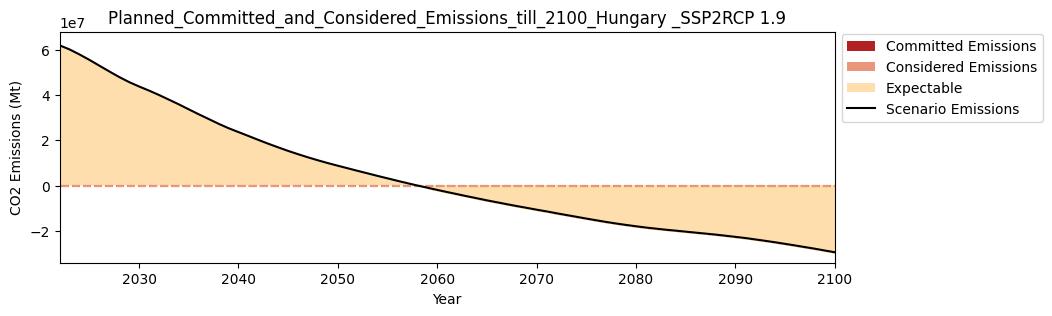 Planned_Committed_and_Considered_Emissions_till_2100_Hungary _SSP2RCP 1.9
1e7
6
4
2
0
−2
CO2 Emissions (Mt)
2030 2040 2050 2060 2070 2080 2090 2100
Year
Committed Emissions
Considered Emissions
Expectable
Scenario Emissions